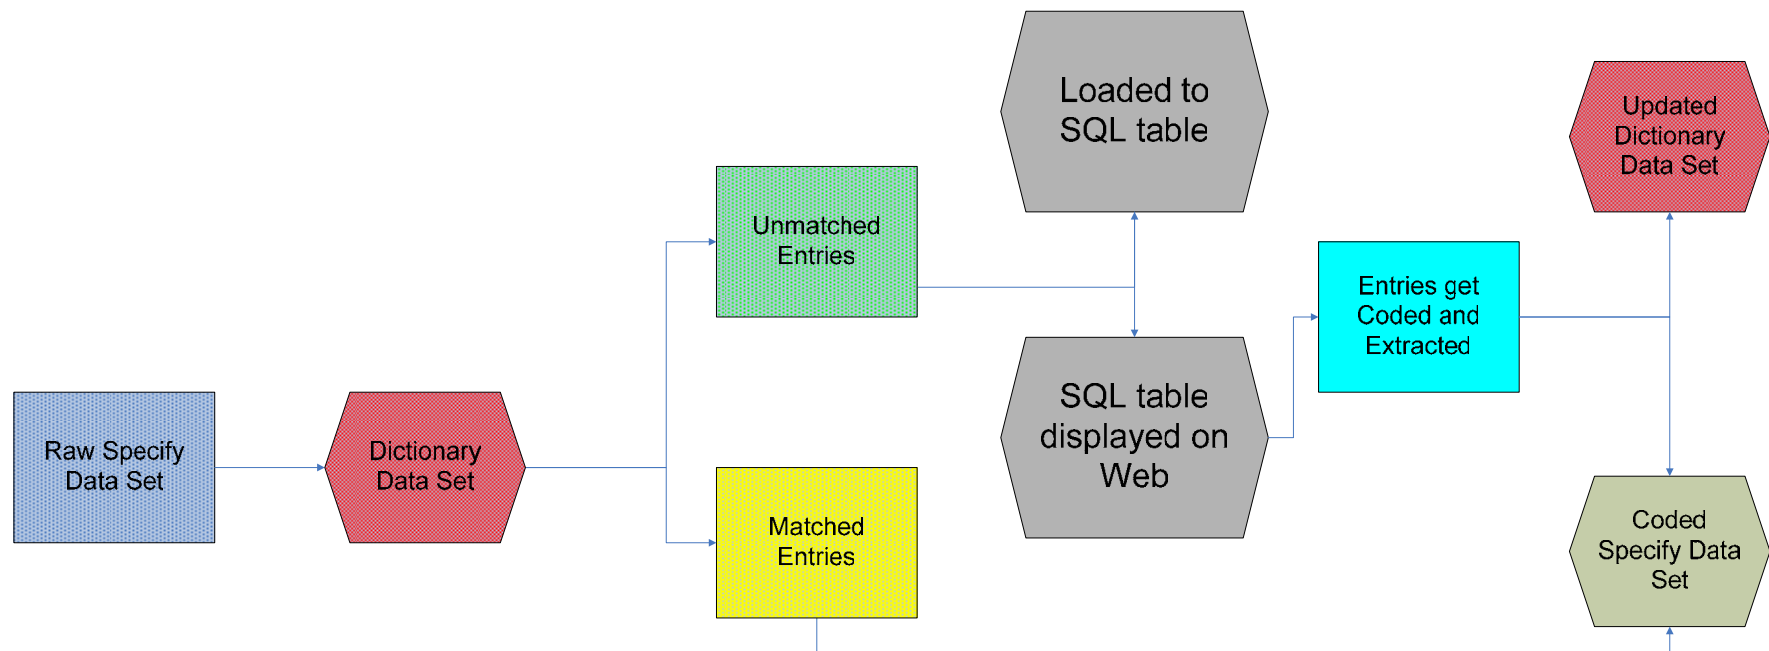 Raw Specify
Data Set
Dictionary
Data Set
Unmatched
Entries
Matched
Entries
Loaded to
SQL table
SQL table
displayed on
Web
Entries get
Coded and
Extracted
Updated
Dictionary
Data Set
Coded
Specify Data
Set